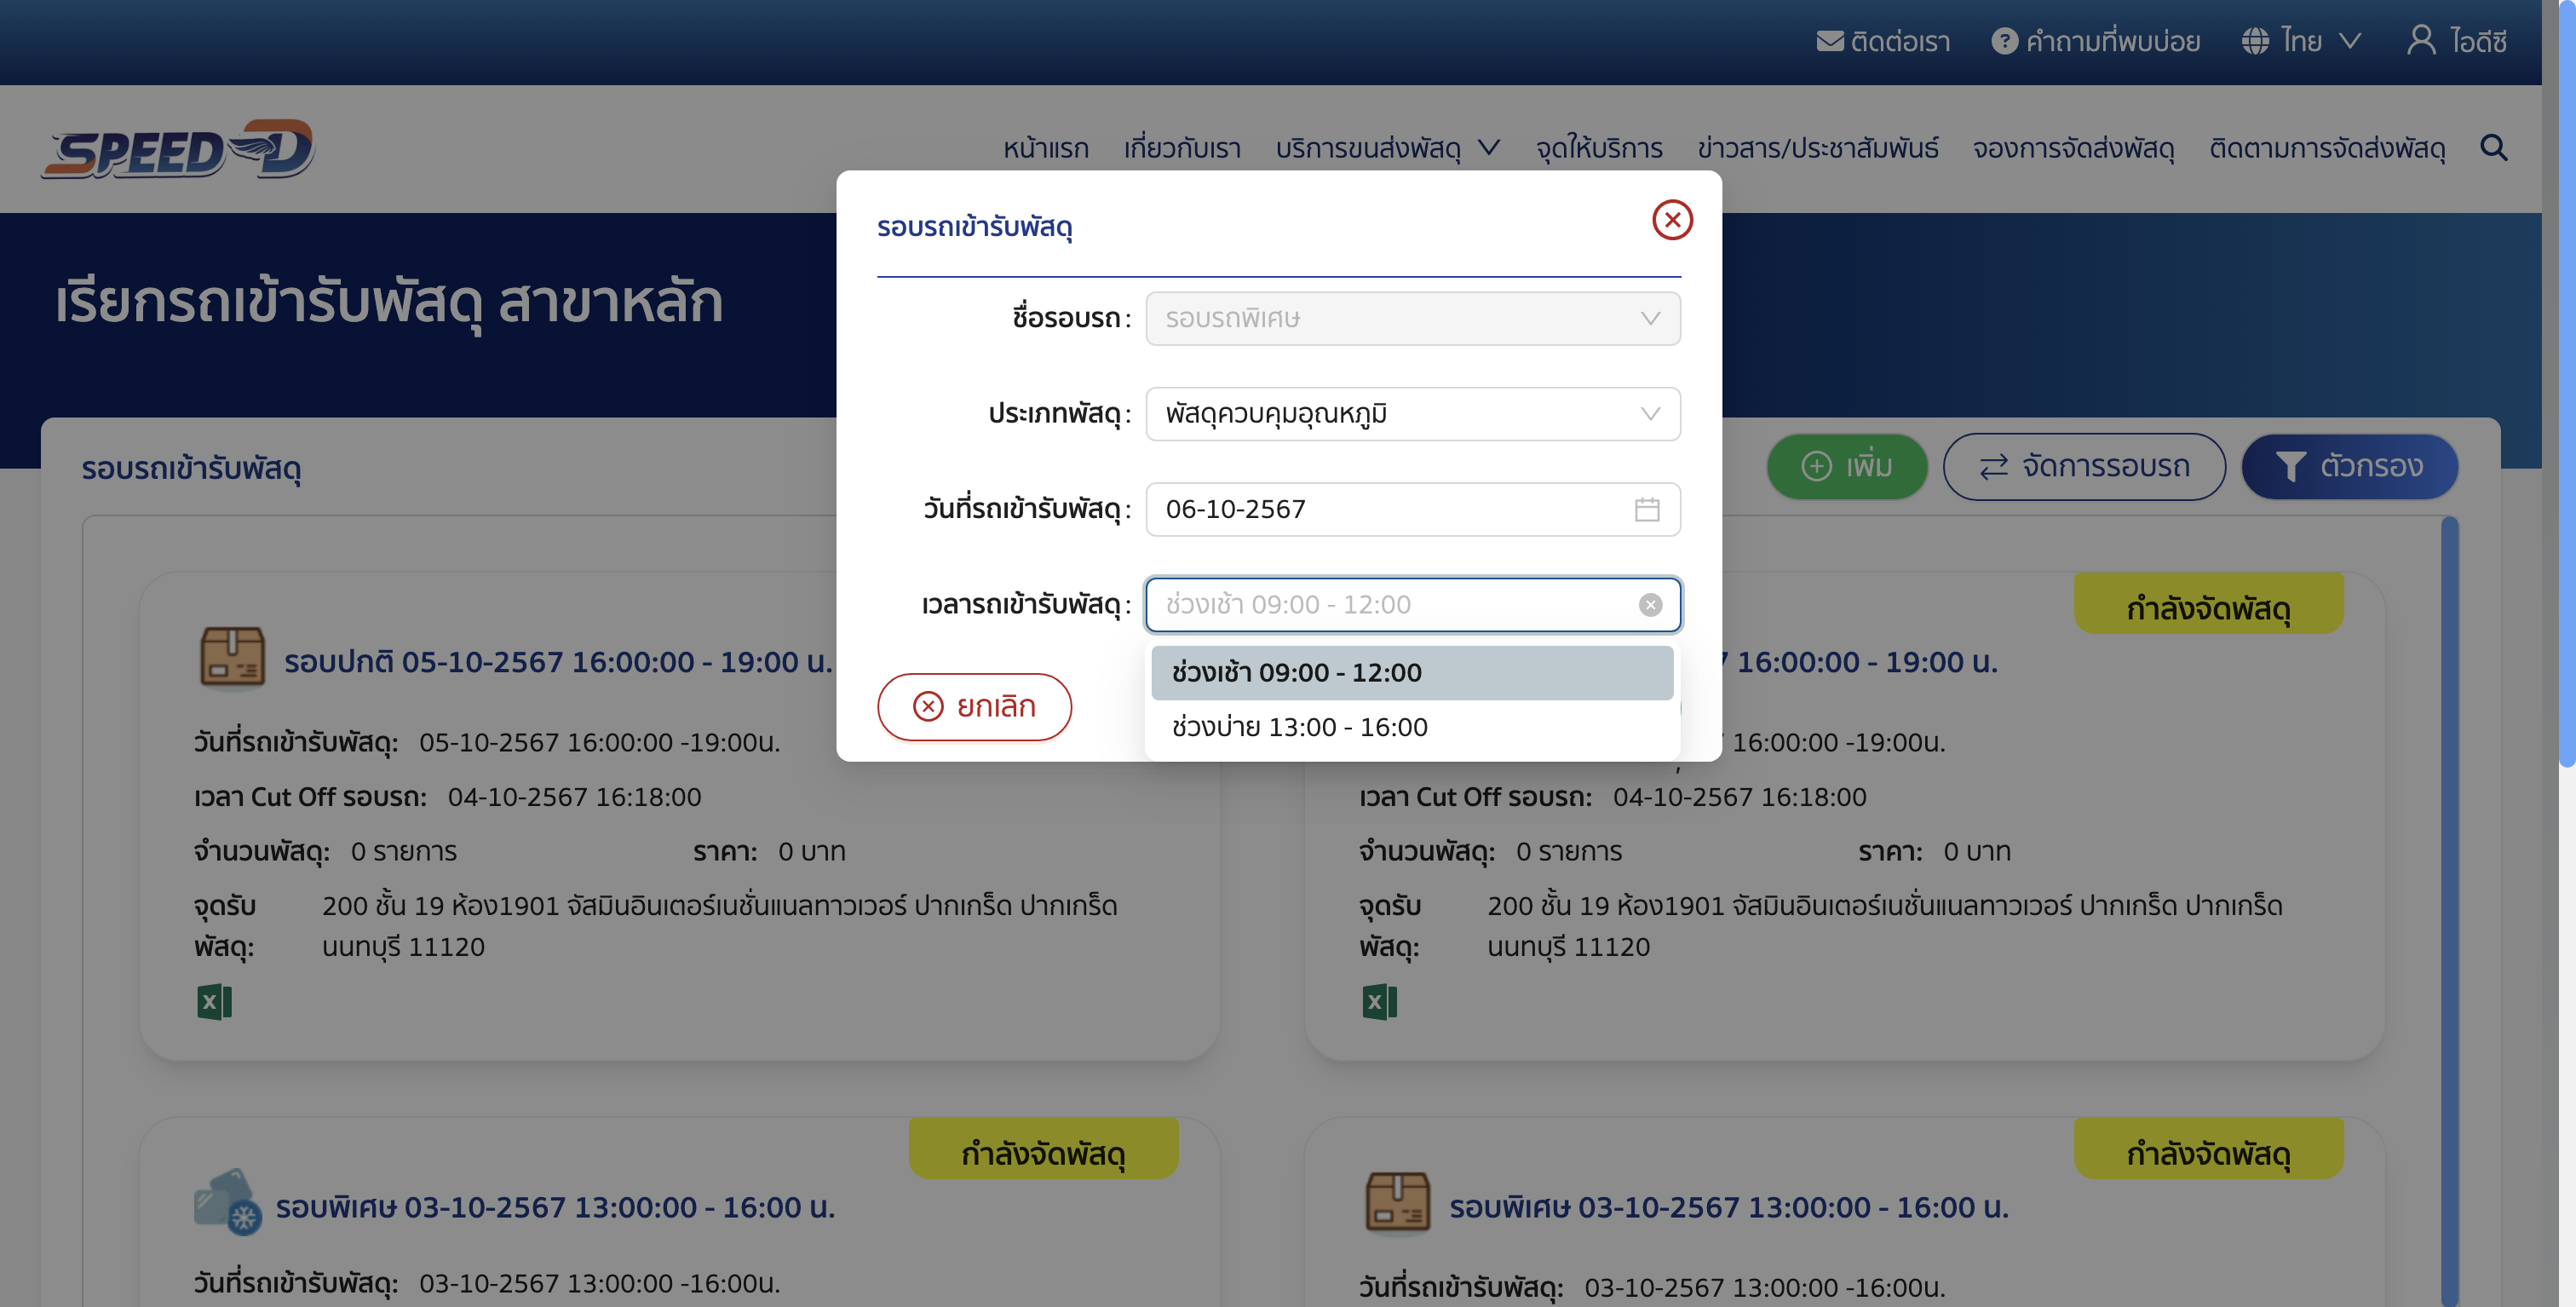 ติดต่อเรา คำถามที่พบบ่อย ไทย ไอดีซี
SPEED-D
หน้าแรก เกี่ยวกับเรา บริการขนส่งพัสดุ จุดให้บริการ ข่าวสาร/ประชาสัมพันธ์ จองการจัดส่งพัสดุ ติดตามการจัดส่งพัสดุ
เรียกรถเข้ารับพัสดุ สาขาหลัก
รอบรถเข้ารับพัสดุ
ชื่อรอบรถ : รอบรถพิเศษ
ประเภทพัสดุ : พัสดุควบคุมอุณหภูมิ
วันที่รถเข้ารับพัสดุ : 06-10-2567
เวลารถเข้ารับพัสดุ : ช่วงเช้า 09:00 - 12:00
ช่วงเช้า 09:00 - 12:00
ช่วงบ่าย 13:00 - 16:00
ยกเลิก
รอบรถเข้ารับพัสดุ
เพิ่ม จัดการรอบรถ ตัวกรอง
รอบปกติ 05-10-2567 16:00:00 - 19:00 น.
วันที่รถเข้ารับพัสดุ: 05-10-2567 16:00:00 -19:00น.
เวลา Cut Off รอบรถ: 04-10-2567 16:18:00
จำนวนพัสดุ: 0 รายการ ราคา: 0 บาท
จุดรับ 200 ชั้น 19 ห้อง1901 จัสมินอินเตอร์เนชั่นแนลทาวเวอร์ ปากเกร็ด ปากเกร็ด
พัสดุ: นนทบุรี 11120
กำลังจัดพัสดุ
16:00:00 - 19:00 น.
16:00:00 -19:00น.
เวลา Cut Off รอบรถ: 04-10-2567 16:18:00
จำนวนพัสดุ: 0 รายการ ราคา: 0 บาท
จุดรับ 200 ชั้น 19 ห้อง1901 จัสมินอินเตอร์เนชั่นแนลทาวเวอร์ ปากเกร็ด ปากเกร็ด
พัสดุ: นนทบุรี 11120
กำลังจัดพัสดุ
รอบพิเศษ 03-10-2567 13:00:00 - 16:00 น.
วันที่รถเข้ารับพัสดุ: 03-10-2567 13:00:00 -16:00น.
กำลังจัดพัสดุ
รอบพิเศษ 03-10-2567 13:00:00 - 16:00 น.
วันที่รถเข้ารับพัสดุ: 03-10-2567 13:00:00 -16:00น.